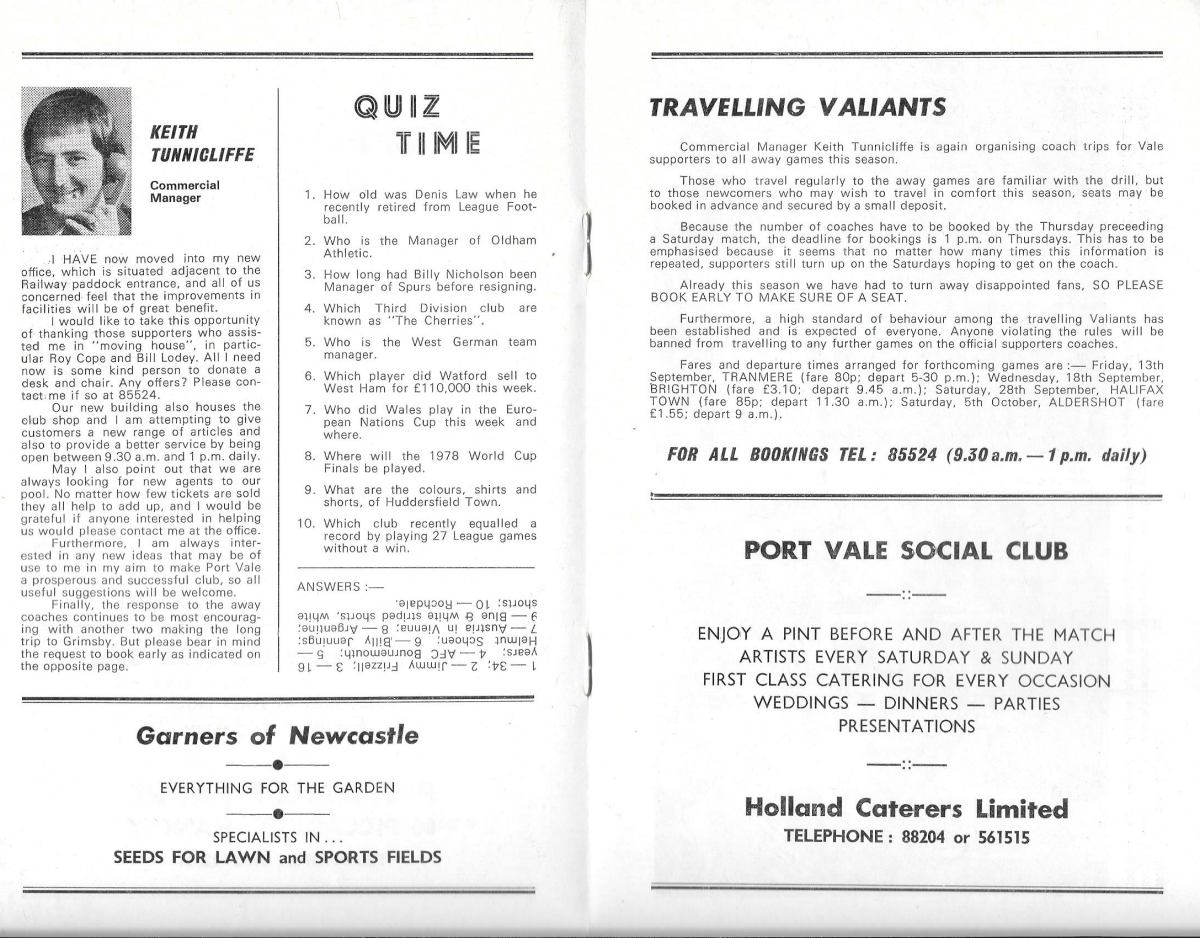 KEITH
TUNNICLIFFE
Commercial
Manager
I HAVE now moved into my new
office, which is situated adjacent to the
Railway paddock entrance, and all of us
concerned feel that the improvements in
facilities will be of great benefit.
I would like to take this opportunity
of thanking those supporters who assis-
ted me in "moving house", in partic-
ular Roy Cope and Bill Lodey. All I need
now is some kind person to donate a
desk and chair. Any offers? Please con-
tact me if so at 85524.
Our new building also houses the
club shop and I am attempting to give
customers a new range of articles and
also to provide a better service by being
open between 9.30 a.m. and 1 p.m. daily.
May I also point out that we are
always looking for new agents to our
pool. No matter how few tickets are sold
they all help to add up, and I would be
grateful if anyone interested in helping
us would please contact me at the office.
Furthermore, I am always inter-
ested in any new ideas that may be of
use to me in my aim to make Port Vale
a prosperous and successful club, so all
useful suggestions will be welcome.
Finally, the response to the away
coaches continues to be most encourag-
ing with another two making the long
trip to Grimsby. But please bear in mind
the request to book early as indicated on
the opposite page.
QUIZ
TIME
1. How old was Denis Law when he
recently retired from League Foot-
ball.
2. Who is the Manager of Oldham
Athletic.
3. How long had Billy Nicholson been
Manager of Spurs before resigning.
4. Which Third Division club are
known as "The Cherries".
5. Who is the West German team
manager.
6. Which player did Watford sell to
West Ham for £110,000 this week.
7. Who did Wales play in the Euro-
pean Nations Cup this week and
where.
8. Where will the 1978 World Cup
Finals be played.
9. What are the colours, shirts and
shorts, of Huddersfield Town.
10. Which club recently equalled a
record by playing 27 League games
without a win.
ANSWERS :—
1 — 34; 2 — Jimmy Frizzell; 3 — 16
years; 4 — AFC Bournemouth; 5 —
Helmut Schoen; 6 — Billy Jennings;
7 — Austria in Vienna; 8 — Argentine;
9 — Blue & white striped shorts, white
shorts; 10 — Rochdale.
Garners of Newcastle
EVERYTHING FOR THE GARDEN
SPECIALISTS IN...
SEEDS FOR LAWN and SPORTS FIELDS
TRAVELLING VALIANTS
Commercial Manager Keith Tunnicliffe is again organising coach trips for Vale
supporters to all away games this season.
Those who travel regularly to the away games are familiar with the drill, but
to those newcomers who may wish to travel in comfort this season, seats may be
booked in advance and secured by a small deposit.
Because the number of coaches have to be booked by the Thursday preceeding
a Saturday match, the deadline for bookings is 1 p.m. on Thursdays. This has to be
emphasised because it seems that no matter how many times this information is
repeated, supporters still turn up on the Saturdays hoping to get on the coach.
Already this season we have had to turn away disappointed fans, SO PLEASE
BOOK EARLY TO MAKE SURE OF A SEAT.
Furthermore, a high standard of behaviour among the travelling Valiants has
been established and is expected of everyone. Anyone violating the rules will be
banned from travelling to any further games on the official supporters coaches.
Fares and departure times arranged for forthcoming games are :— Friday, 13th
September, TRANMERE (fare 80p; depart 5-30 p.m.); Wednesday, 18th September,
BRIGHTON (fare £3,10; depart 9.45 a.m.); Saturday, 28th September, HALIFAX
TOWN (fare 85p; depart 11.30 a.m.); Saturday, 5th October, ALDERSHOT (fare
£1.55; depart 9 a.m.).
FOR ALL BOOKINGS TEL: 85524 (9.30 a.m. — 1 p.m. daily)
PORT VALE SOCIAL CLUB
ENJOY A PINT BEFORE AND AFTER THE MATCH
ARTISTS EVERY SATURDAY & SUNDAY
FIRST CLASS CATERING FOR EVERY OCCASION
WEDDINGS — DINNERS — PARTIES
PRESENTATIONS
Holland Caterers Limited
TELEPHONE: 88204 or 561515